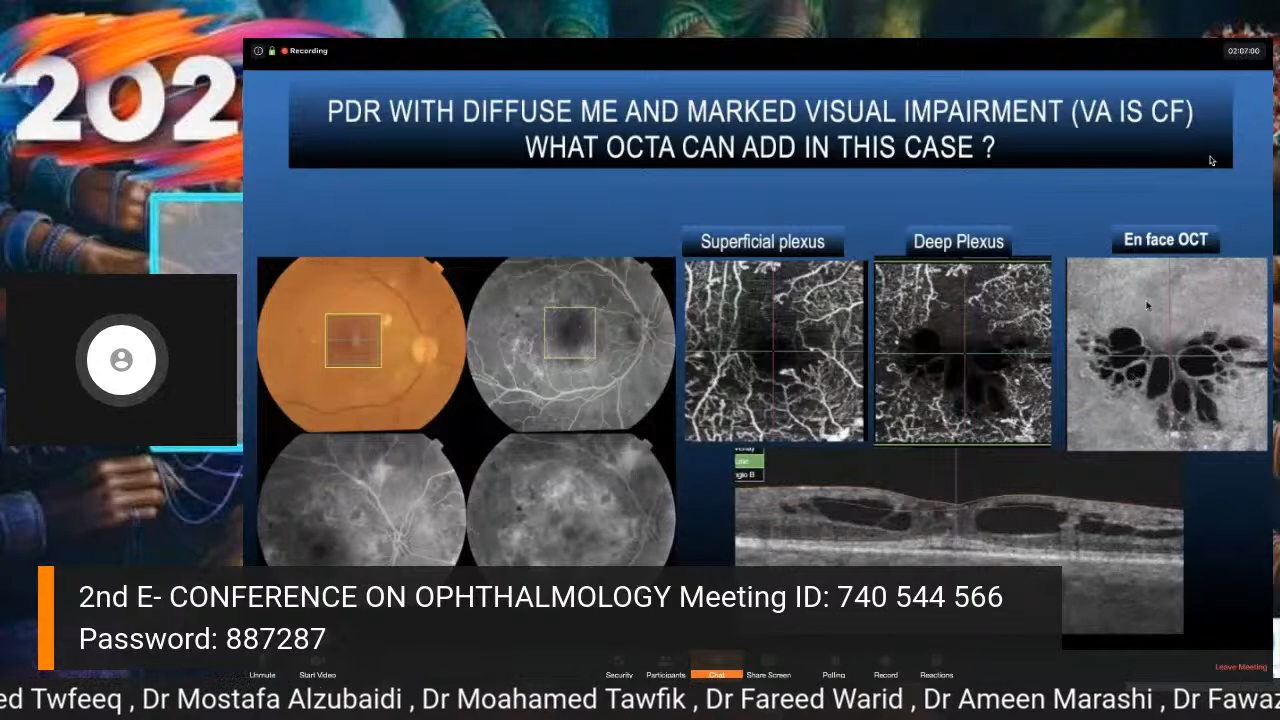 202
Recording
02:07:00
PDR WITH DIFFUSE ME AND MARKED VISUAL IMPAIRMENT (VA IS CF)
WHAT OCTA CAN ADD IN THIS CASE ?
Superficial plexus
Deep Plexus
En face OCT
2nd E- CONFERENCE ON OPHTHALMOLOGY Meeting ID: 740 544 566
Password: 887287
Unmute Start Video Security Participants Chat Share Screen Polling Record Reactions
Leave Meeting
ed Twfeeq , Dr Mostafa Alzubaidi , Dr Moahamed Tawfik , Dr Fareed Warid , Dr Ameen Marashi , Dr Fawaz